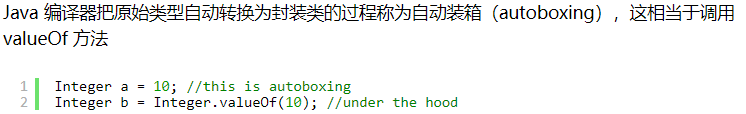 Java 编译器把原始类型自动转换为封装类的过程称为自动装箱（autoboxing），这相当于调用
valueOf 方法
1 Integer a = 10; //this is autoboxing
2 Integer b = Integer.valueOf(10); //under the hood